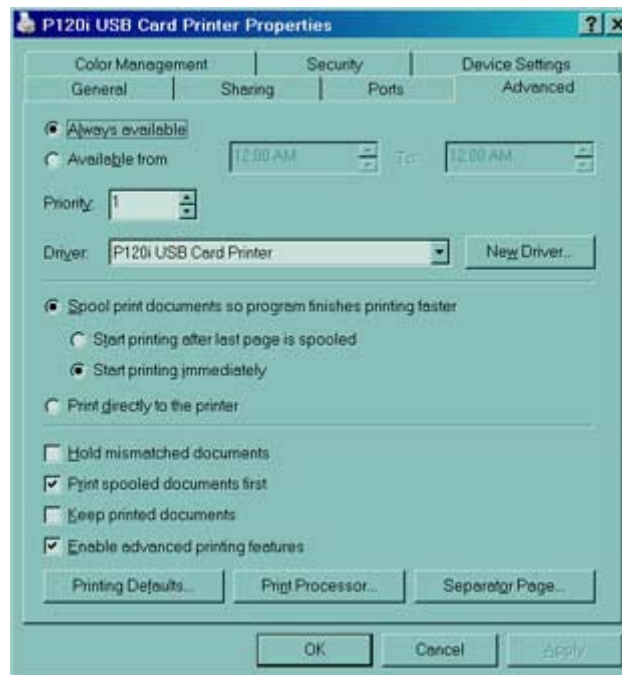 P120i USB Card Printer Properties ? ×
Color Management Security Device Settings
General Sharing Ports Advanced
Always available
Available from 12:00 AM To 12:00 AM
Priority: 1
Driver: P120i USB Card Printer New Driver...
Spool print documents so program finishes printing faster
Start printing after last page is spooled
Start printing immediately
Print directly to the printer
Hold mismatched documents
Print spooled documents first
Keep printed documents
Enable advanced printing features
Printing Defaults... Print Processor... Separator Page...
OK Cancel Apply